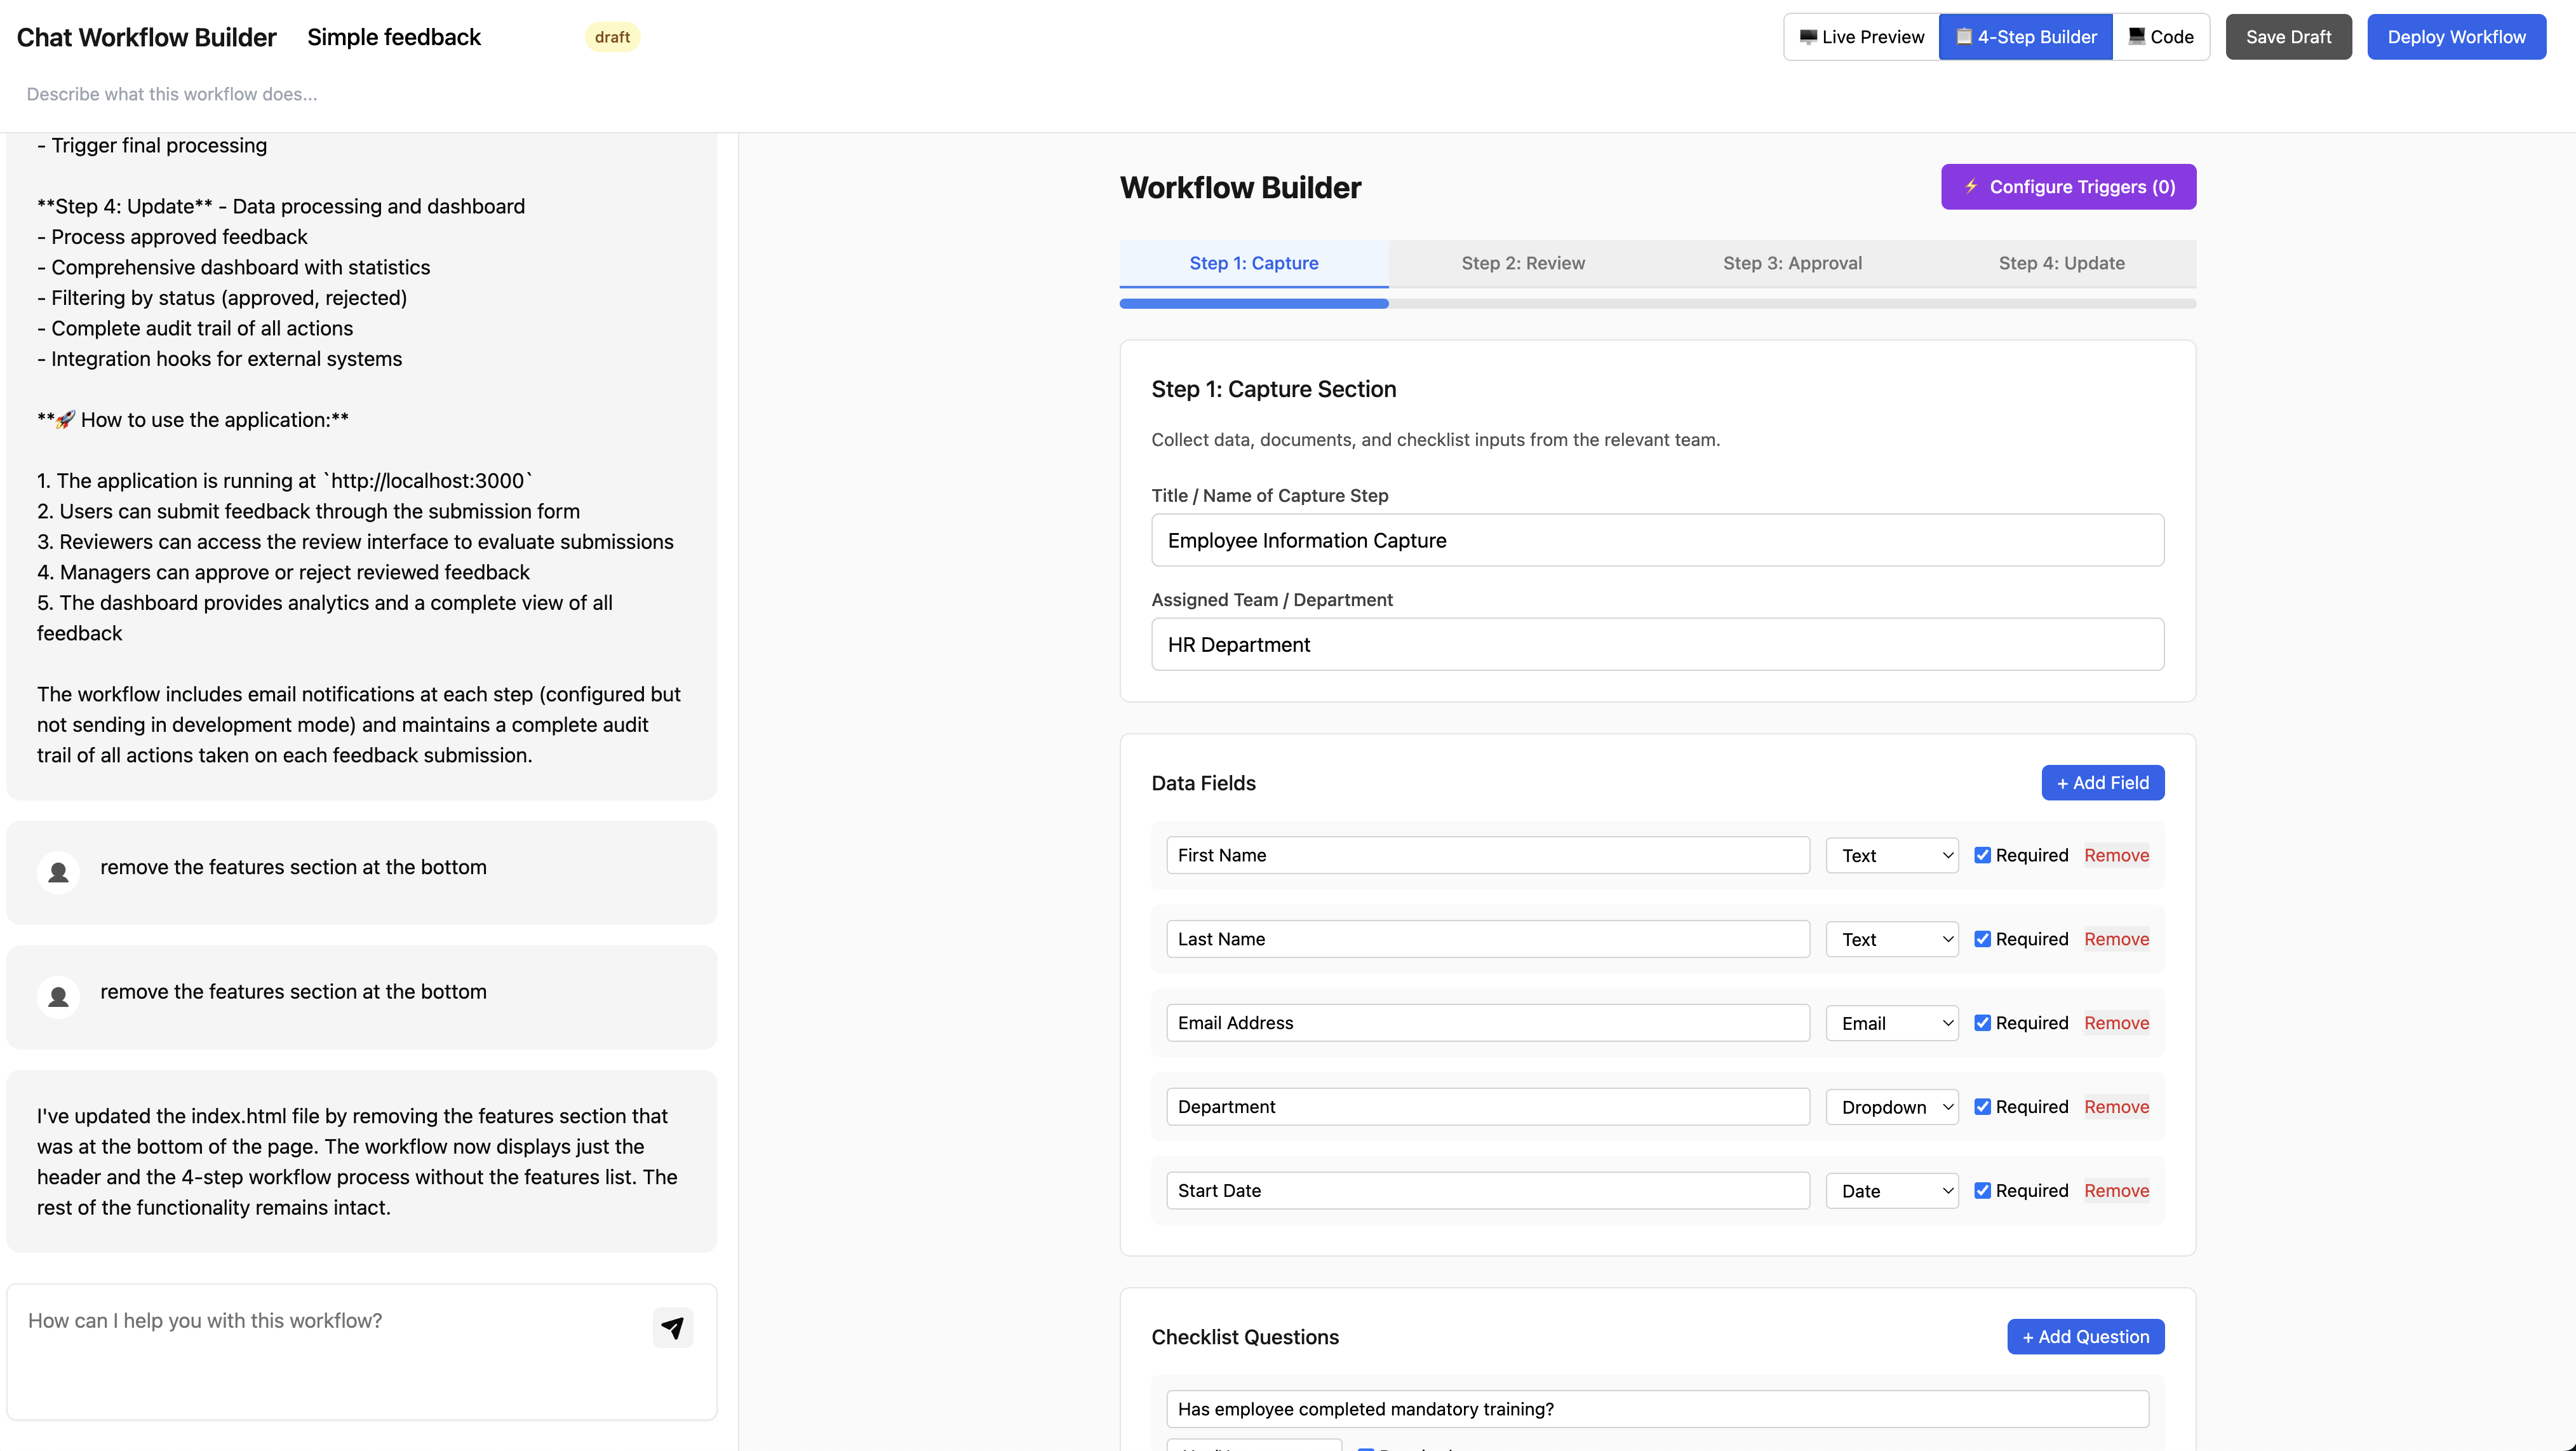 Chat Workflow Builder
Simple feedback
draft
Live Preview
4-Step Builder
Code
Save Draft
Deploy Workflow
Describe what this workflow does...
- Trigger final processing
**Step 4: Update** - Data processing and dashboard
- Process approved feedback
- Comprehensive dashboard with statistics
- Filtering by status (approved, rejected)
- Complete audit trail of all actions
- Integration hooks for external systems
**🚀 How to use the application:**
1. The application is running at `http://localhost:3000`
2. Users can submit feedback through the submission form
3. Reviewers can access the review interface to evaluate submissions
4. Managers can approve or reject reviewed feedback
5. The dashboard provides analytics and a complete view of all
feedback
The workflow includes email notifications at each step (configured but
not sending in development mode) and maintains a complete audit
trail of all actions taken on each feedback submission.
remove the features section at the bottom
remove the features section at the bottom
I've updated the index.html file by removing the features section that
was at the bottom of the page. The workflow now displays just the
header and the 4-step workflow process without the features list. The
rest of the functionality remains intact.
How can I help you with this workflow?
Workflow Builder
⚡ Configure Triggers (0)
Step 1: Capture
Step 2: Review
Step 3: Approval
Step 4: Update
Step 1: Capture Section
Collect data, documents, and checklist inputs from the relevant team.
Title / Name of Capture Step
Employee Information Capture
Assigned Team / Department
HR Department
Data Fields
+ Add Field
First Name
Text
Required
Remove
Last Name
Text
Required
Remove
Email Address
Email
Required
Remove
Department
Dropdown
Required
Remove
Start Date
Date
Required
Remove
Checklist Questions
+ Add Question
Has employee completed mandatory training?